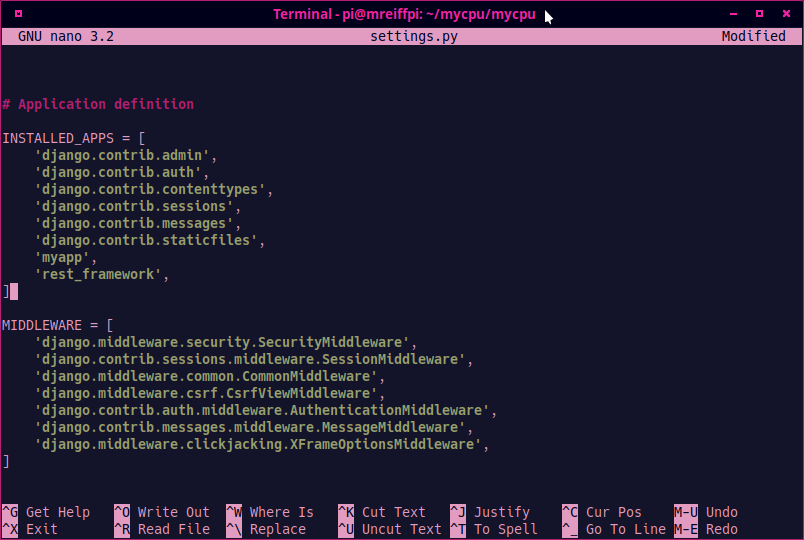 Terminal - pi@mreiffpi: ~/mycpu/mycpu
GNU nano 3.2 settings.py Modified
# Application definition
INSTALLED_APPS = [
    'django.contrib.admin',
    'django.contrib.auth',
    'django.contrib.contenttypes',
    'django.contrib.sessions',
    'django.contrib.messages',
    'django.contrib.staticfiles',
    'myapp',
    'rest_framework',
]
MIDDLEWARE = [
    'django.middleware.security.SecurityMiddleware',
    'django.contrib.sessions.middleware.SessionMiddleware',
    'django.middleware.common.CommonMiddleware',
    'django.middleware.csrf.CsrfViewMiddleware',
    'django.contrib.auth.middleware.AuthenticationMiddleware',
    'django.contrib.messages.middleware.MessageMiddleware',
    'django.middleware.clickjacking.XFrameOptionsMiddleware',
]
^G Get Help ^O Write Out ^W Where Is ^K Cut Text ^J Justify ^C Cur Pos M-U Undo
^X Exit ^R Read File ^\ Replace ^U Uncut Text ^T To Spell ^_ Go To Line M-E Redo